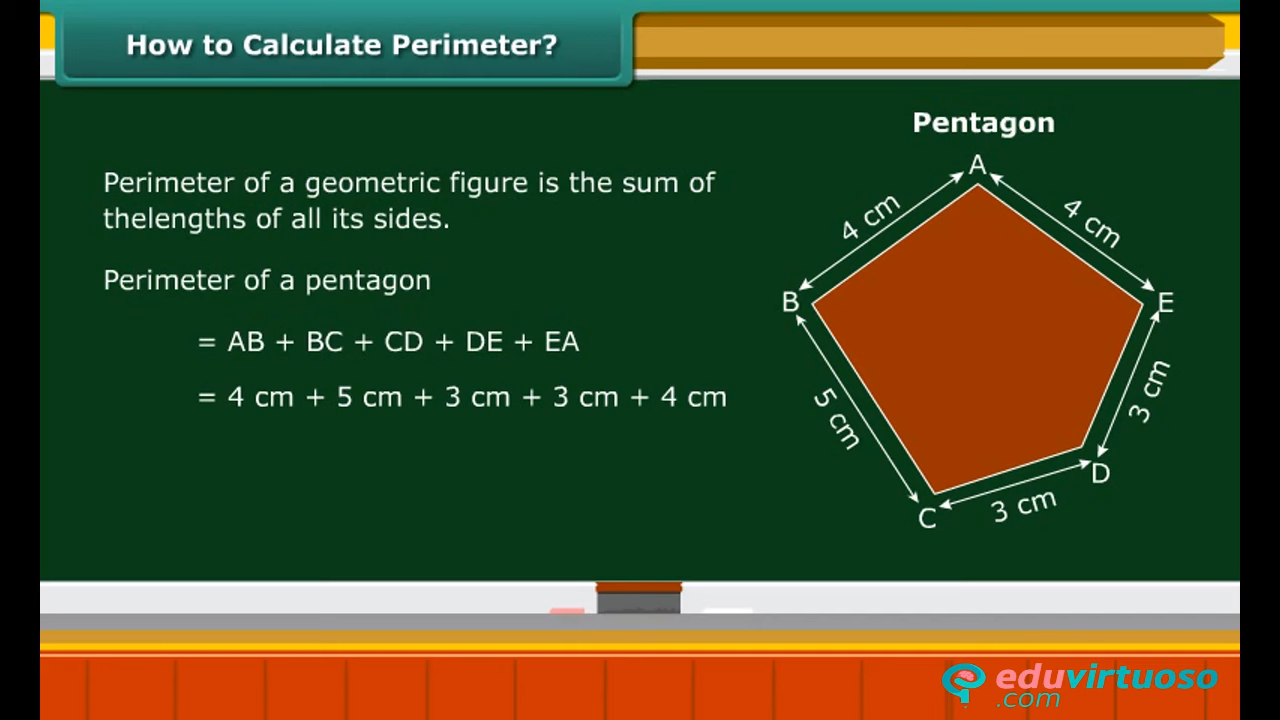 How to Calculate Perimeter?
Pentagon
Perimeter of a geometric figure is the sum of
thelengths of all its sides.
Perimeter of a pentagon
= AB + BC + CD + DE + EA
= 4 cm + 5 cm + 3 cm + 3 cm + 4 cm
A
4 cm
4 cm
B
E
5 cm
3 cm
D
3 cm
C
eduvirtuoso
.com